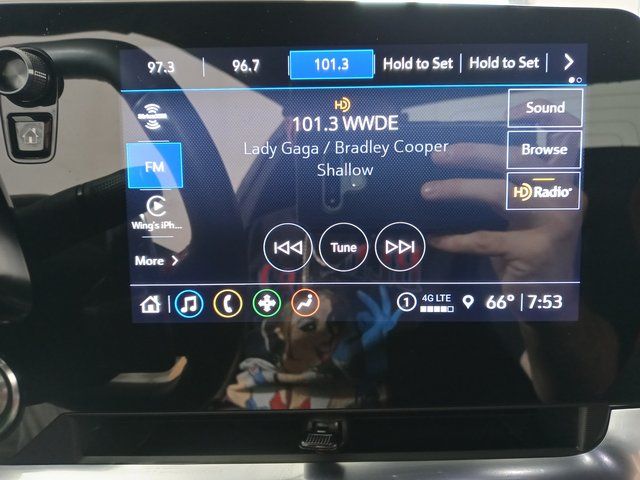 97.3
96.7
101.3
Hold to Set
Hold to Set
HD
101.3 WWDE
Lady Gaga / Bradley Cooper
Shallow
SiriusXM
FM
Wing's iPh...
More
Sound
Browse
HD Radio
Tune
1
4G LTE
66°
7:53